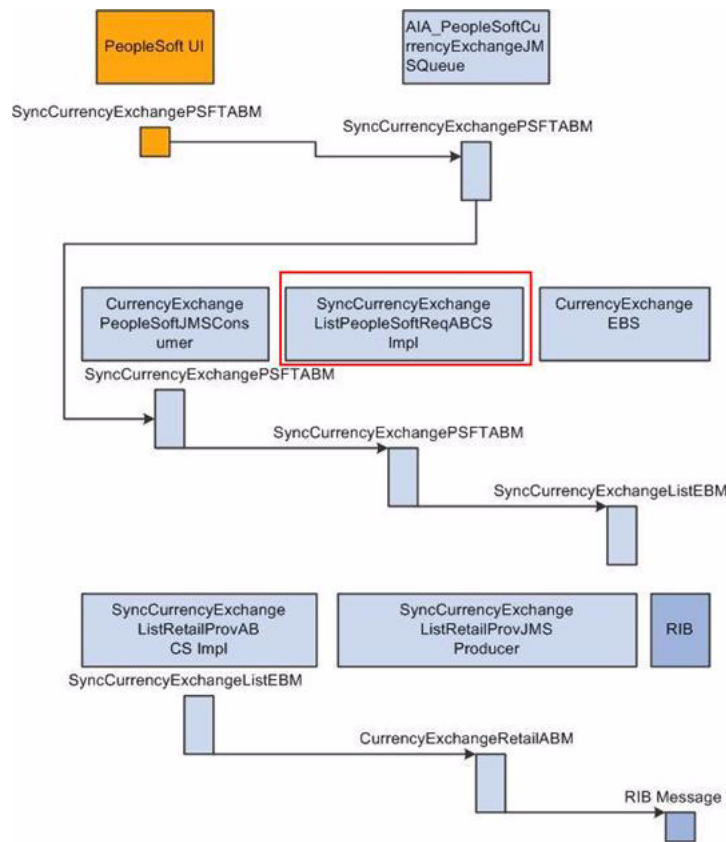 PeopleSoft UI
AIA_PeopleSoftCu
rrencyExchangeJM
SQueue
SyncCurrencyExchangePSFTABM
SyncCurrencyExchangePSFTABM
CurrencyExchange
PeopleSoftJMSCons
umer
SyncCurrencyExchange
ListPeopleSoftReqABCS
Impl
CurrencyExchange
EBS
SyncCurrencyExchangePSFTABM
SyncCurrencyExchangePSFTABM
SyncCurrencyExchangeListEBM
SyncCurrencyExchange
ListRetailProvAB
CS Impl
SyncCurrencyExchange
ListRetailProvJMS
Producer
RIB
SyncCurrencyExchangeListEBM
CurrencyExchangeRetailABM
RIB Message